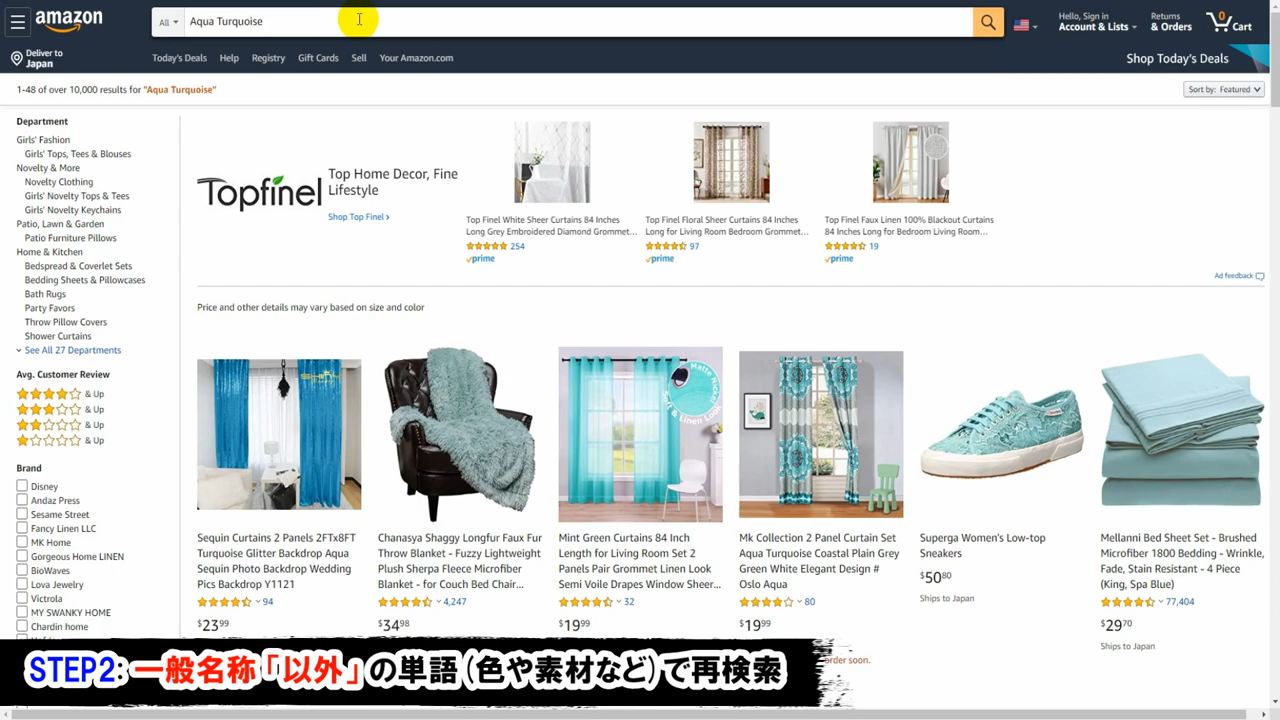 amazon
All
Aqua Turquoise
Hello, Sign in
Account & Lists
Returns
& Orders
0
Cart
Deliver to
Japan
Today's Deals
Help
Registry
Gift Cards
Sell
Your Amazon.com
Shop Today's Deals
1-48 of over 10,000 results for "Aqua Turquoise"
Sort by: Featured
Department
Girls' Fashion
Girls' Tops, Tees & Blouses
Novelty & More
Novelty Clothing
Girls' Novelty Tops & Tees
Girls' Novelty Keychains
Patio, Lawn & Garden
Patio Furniture Pillows
Home & Kitchen
Bedspread & Coverlet Sets
Bedding Sheets & Pillowcases
Bath Rugs
Party Favors
Throw Pillow Covers
Shower Curtains
See All 27 Departments
Avg. Customer Review
& Up
& Up
& Up
& Up
Brand
Disney
Andaz Press
Sesame Street
Fancy Linen LLC
MK Home
Gorgeous Home LINEN
BioWaves
Lova Jewelry
Victrola
MY SWANKY HOME
Chardin home
Topfinel
Top Home Decor, Fine
Lifestyle
Shop Top Finel ›
Top Finel White Sheer Curtains 84 Inches
Long Grey Embroidered Diamond Grommet...
254
prime
Top Finel Floral Sheer Curtains 84 Inches
Long for Living Room Bedroom Grommet...
97
prime
Top Finel Faux Linen 100% Blackout Curtains
84 Inches Long for Bedroom Living Room...
19
prime
Ad feedback
Price and other details may vary based on size and color
Sequin Curtains 2 Panels 2FTx8FT
Turquoise Glitter Backdrop Aqua
Sequin Photo Backdrop Wedding
Pics Backdrop Y1121
94
$23.99
Chanasya Shaggy Longfur Faux Fur
Throw Blanket - Fuzzy Lightweight
Plush Sherpa Fleece Microfiber
Blanket - for Couch Bed Chair...
4,247
$34.98
Mint Green Curtains 84 Inch
Length for Living Room Set 2
Panels Pair Grommet Linen Look
Semi Voile Drapes Window Sheer...
32
$19.99
Mk Collection 2 Panel Curtain Set
Aqua Turquoise Coastal Plain Grey
Green White Elegant Design #
Oslo Aqua
80
$19.99
Superga Women's Low-top
Sneakers
$50.80
Ships to Japan
Mellanni Bed Sheet Set - Brushed
Microfiber 1800 Bedding - Wrinkle,
Fade, Stain Resistant - 4 Piece
(King, Spa Blue)
77,404
$29.70
Ships to Japan
order soon.
STEP2: 一般名称「以外」の単語（色や素材など）で再検索